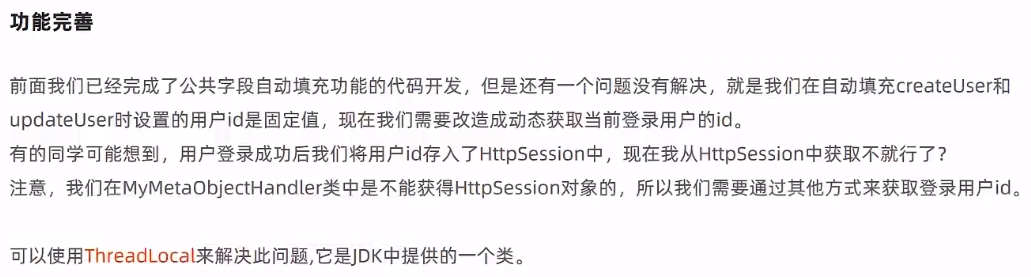 功能完善
前面我们已经完成了公共字段自动填充功能的代码开发，但是还有一个问题没有解决，就是我们在自动填充createUser和
updateUser时设置的用户id是固定值，现在我们需要改造成动态获取当前登录用户的id。
有的同学可能想到，用户登录成功后我们将用户id存入了HttpSession中，现在我从HttpSession中获取不就行了？
注意，我们在MyMetaObjectHandler类中是不能获得HttpSession对象的，所以我们需要通过其他方式来获取登录用户id。
可以使用ThreadLocal来解决此问题,它是JDK中提供的一个类。